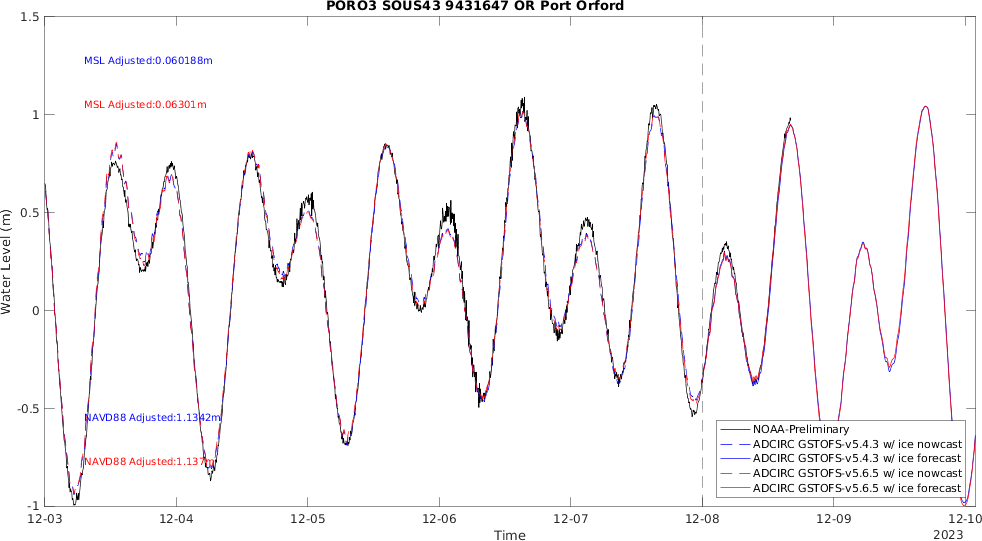 PORO3 SOUS43 9431647 OR Port Orford
Water Level (m)
1.5
1
0.5
0
-0.5
-1
MSL Adjusted:0.060188m
MSL Adjusted:0.06301m
NAVD88 Adjusted:1.1342m
NAVD88 Adjusted:1.137m
NOAA-Preliminary
ADCIRC GSTOFS-v5.4.3 w/ ice nowcast
ADCIRC GSTOFS-v5.4.3 w/ ice forecast
ADCIRC GSTOFS-v5.6.5 w/ ice nowcast
ADCIRC GSTOFS-v5.6.5 w/ ice forecast
12-03 12-04 12-05 12-06 12-07 12-08 12-09 12-10
Time
2023